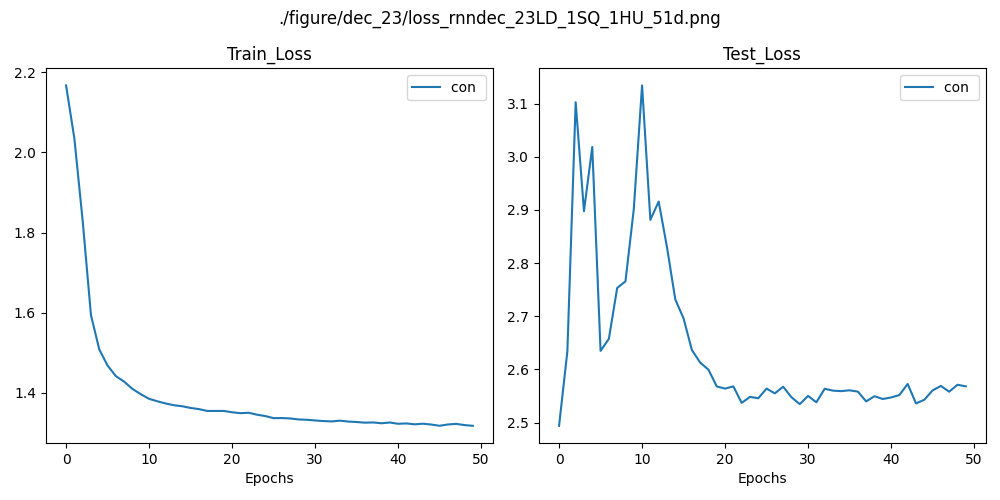 ./figure/dec_23/loss_rnndec_23LD_1SQ_1HU_51d.png
Train_Loss
con
2.2
2.0
1.8
1.6
1.4
0 10 20 30 40 50
Epochs
Test_Loss
con
3.1
3.0
2.9
2.8
2.7
2.6
2.5
0 10 20 30 40 50
Epochs